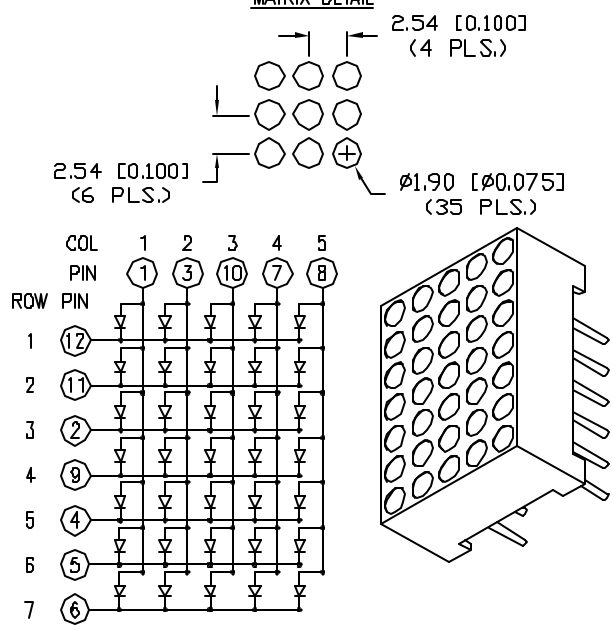 MATRIX DETAIL
2.54 [0.100]
(4 PLS.)
2.54 [0.100]
(6 PLS.)
Ø1.90 [Ø0.075]
(35 PLS.)
COL 1 2 3 4 5
PIN 1 3 10 7 8
ROW PIN
1 12
2 11
3 2
4 9
5 4
6 5
7 6